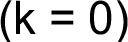 (k = 0)